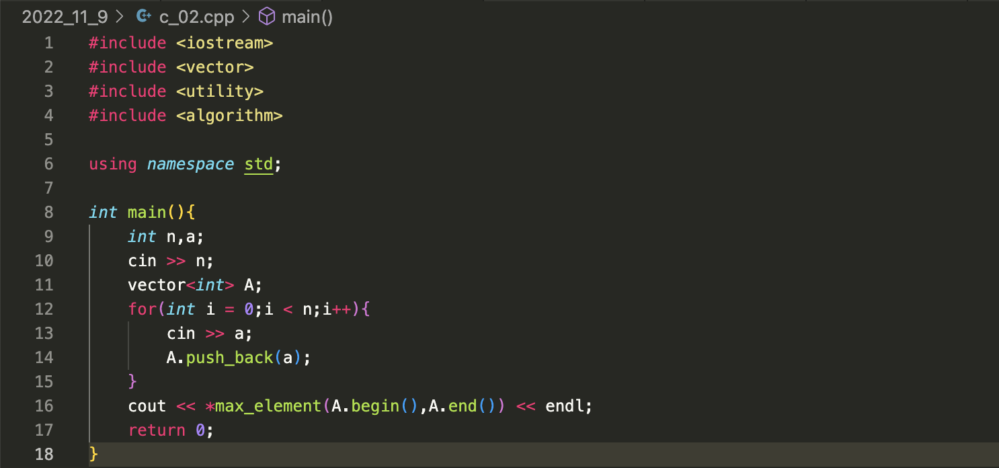 2022_11_9 > c_02.cpp > main()
1 #include <iostream>
2 #include <vector>
3 #include <utility>
4 #include <algorithm>
5
6 using namespace std;
7
8 int main(){
9     int n,a;
10     cin >> n;
11     vector<int> A;
12     for(int i = 0;i < n;i++){
13         cin >> a;
14         A.push_back(a);
15     }
16     cout << *max_element(A.begin(),A.end()) << endl;
17     return 0;
18 }